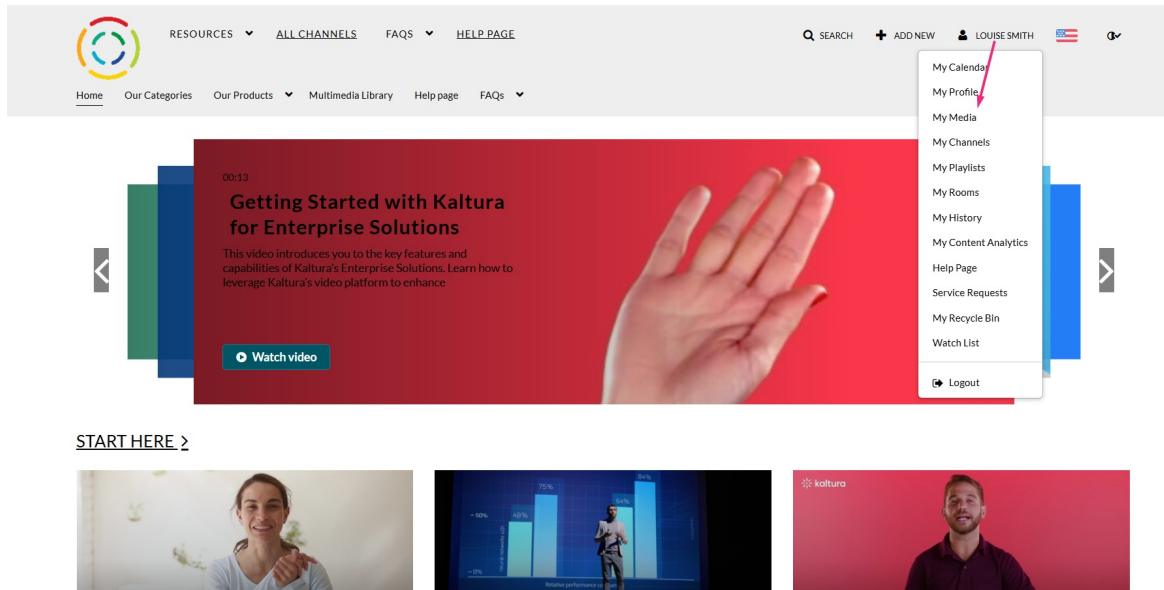 RESOURCES ALL CHANNELS FAQS HELP PAGE
SEARCH ADD NEW LOUISE SMITH
Home Our Categories Our Products Multimedia Library Help page FAQs
My Calendar
My Profile
My Media
My Channels
My Playlists
My Rooms
My History
My Content Analytics
Help Page
Service Requests
My Recycle Bin
Watch List
Logout
00:13
Getting Started with Kaltura
for Enterprise Solutions
This video introduces you to the key features and
capabilities of Kaltura's Enterprise Solutions. Learn how to
leverage Kaltura's video platform to enhance
Watch video
START HERE >
75%
84%
64%
~ 50%
48%
~ 0%
kaltura